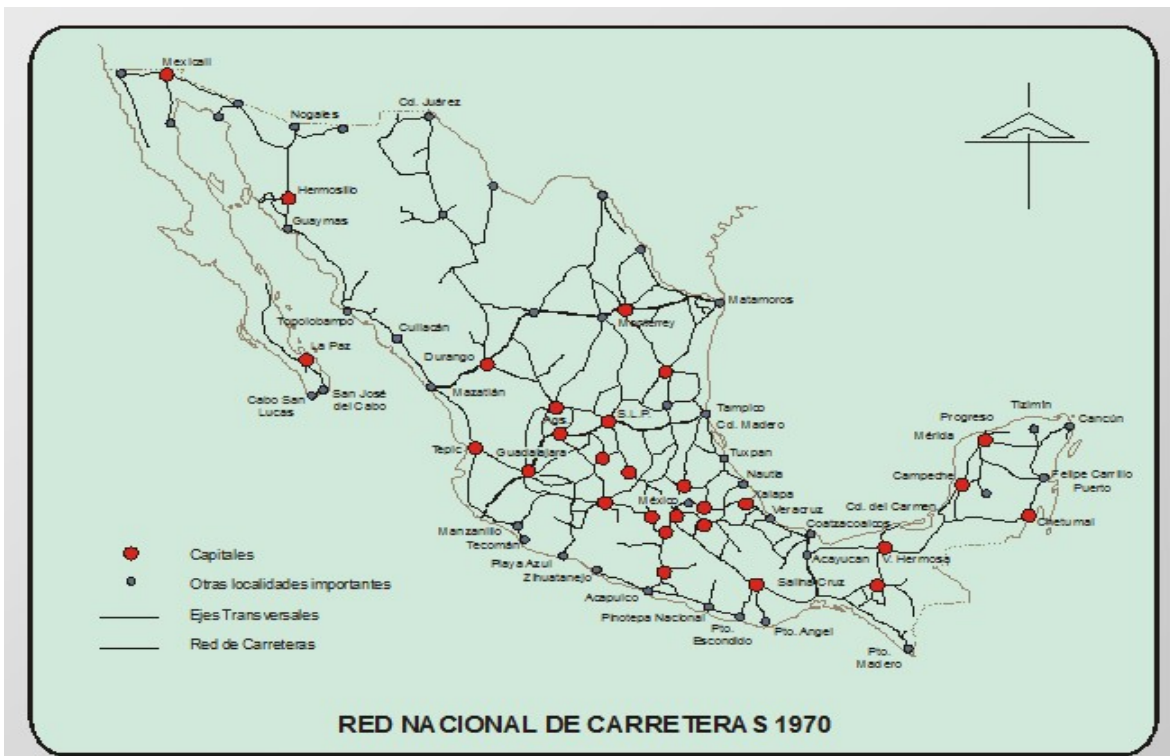 Mexicali
Nogales
Cd. Juárez
Hermosillo
Guaymas
Topolobampo
La Paz
Cabo San
Lucas
San José
del Cabo
Culiacán
Durango
Mazatlán
Monterrey
Matamoros
Ags.
S.L.P.
Tampico
Cd. Madero
Tepic
Guadalajara
Tuxpan
Nautla
México
Xalapa
Veracruz
Manzanillo
Tecomán
Playa Azul
Zihuatanejo
Acapulco
Pinotepa Nacional
Pto.
Escondido
Pto. Angel
Salina Cruz
Coatzacoalcos
Acayucan
V. Hermosa
Cd. del Carmen
Campeche
Mérida
Progreso
Tizimín
Cancún
Felipe Carrillo
Puerto
Chetumal
Pto.
Madero
Capitales
Otras localidades importantes
Ejes Transversales
Red de Carreteras
RED NACIONAL DE CARRETERAS 1970